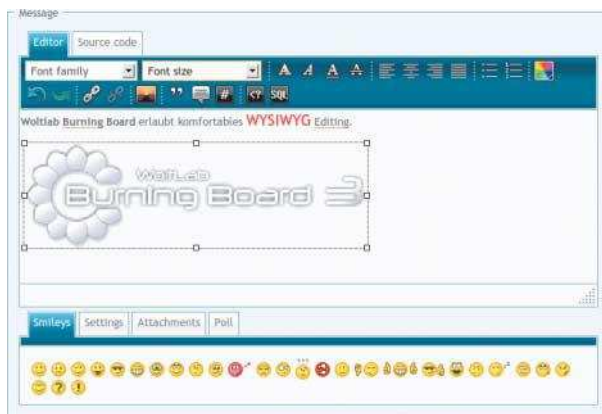 Message
Editor Source code
Font family Font size A A A A
" # <? SQL
Woltlab Burning Board erlaubt komfortables WYSIWYG Editing.
WoltLab
Burning Board 3
Smileys Settings Attachments Poll